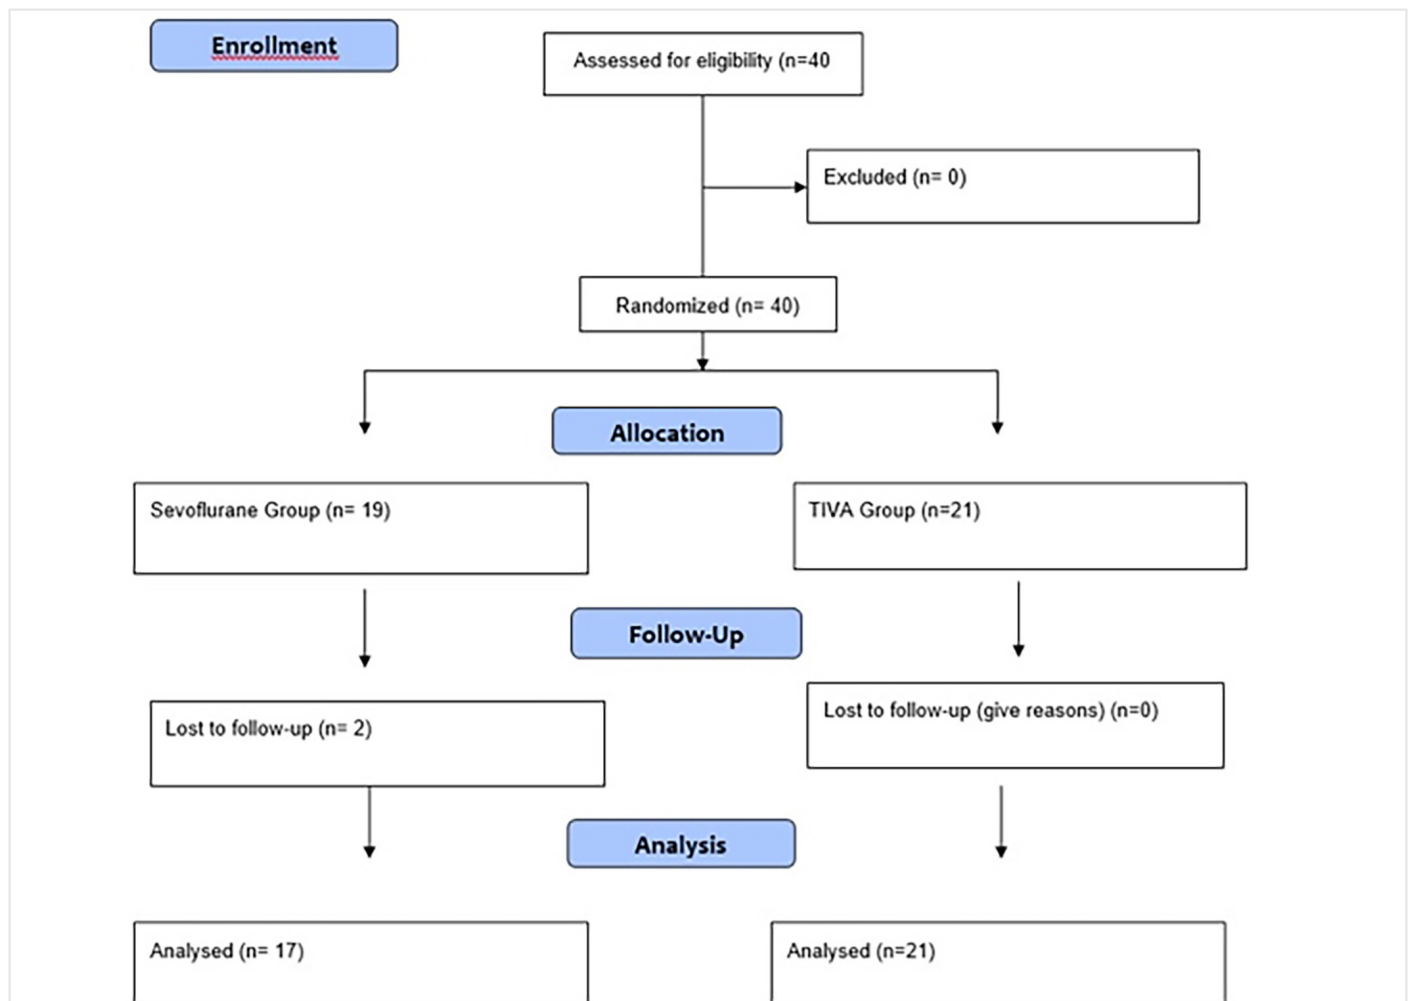 Enrollment
Assessed for eligibility (n=40
Excluded (n= 0)
Randomized (n= 40)
Allocation
Sevoflurane Group (n= 19)
TIVA Group (n=21)
Follow-Up
Lost to follow-up (n= 2)
Lost to follow-up (give reasons) (n=0)
Analysis
Analysed (n= 17)
Analysed (n=21)